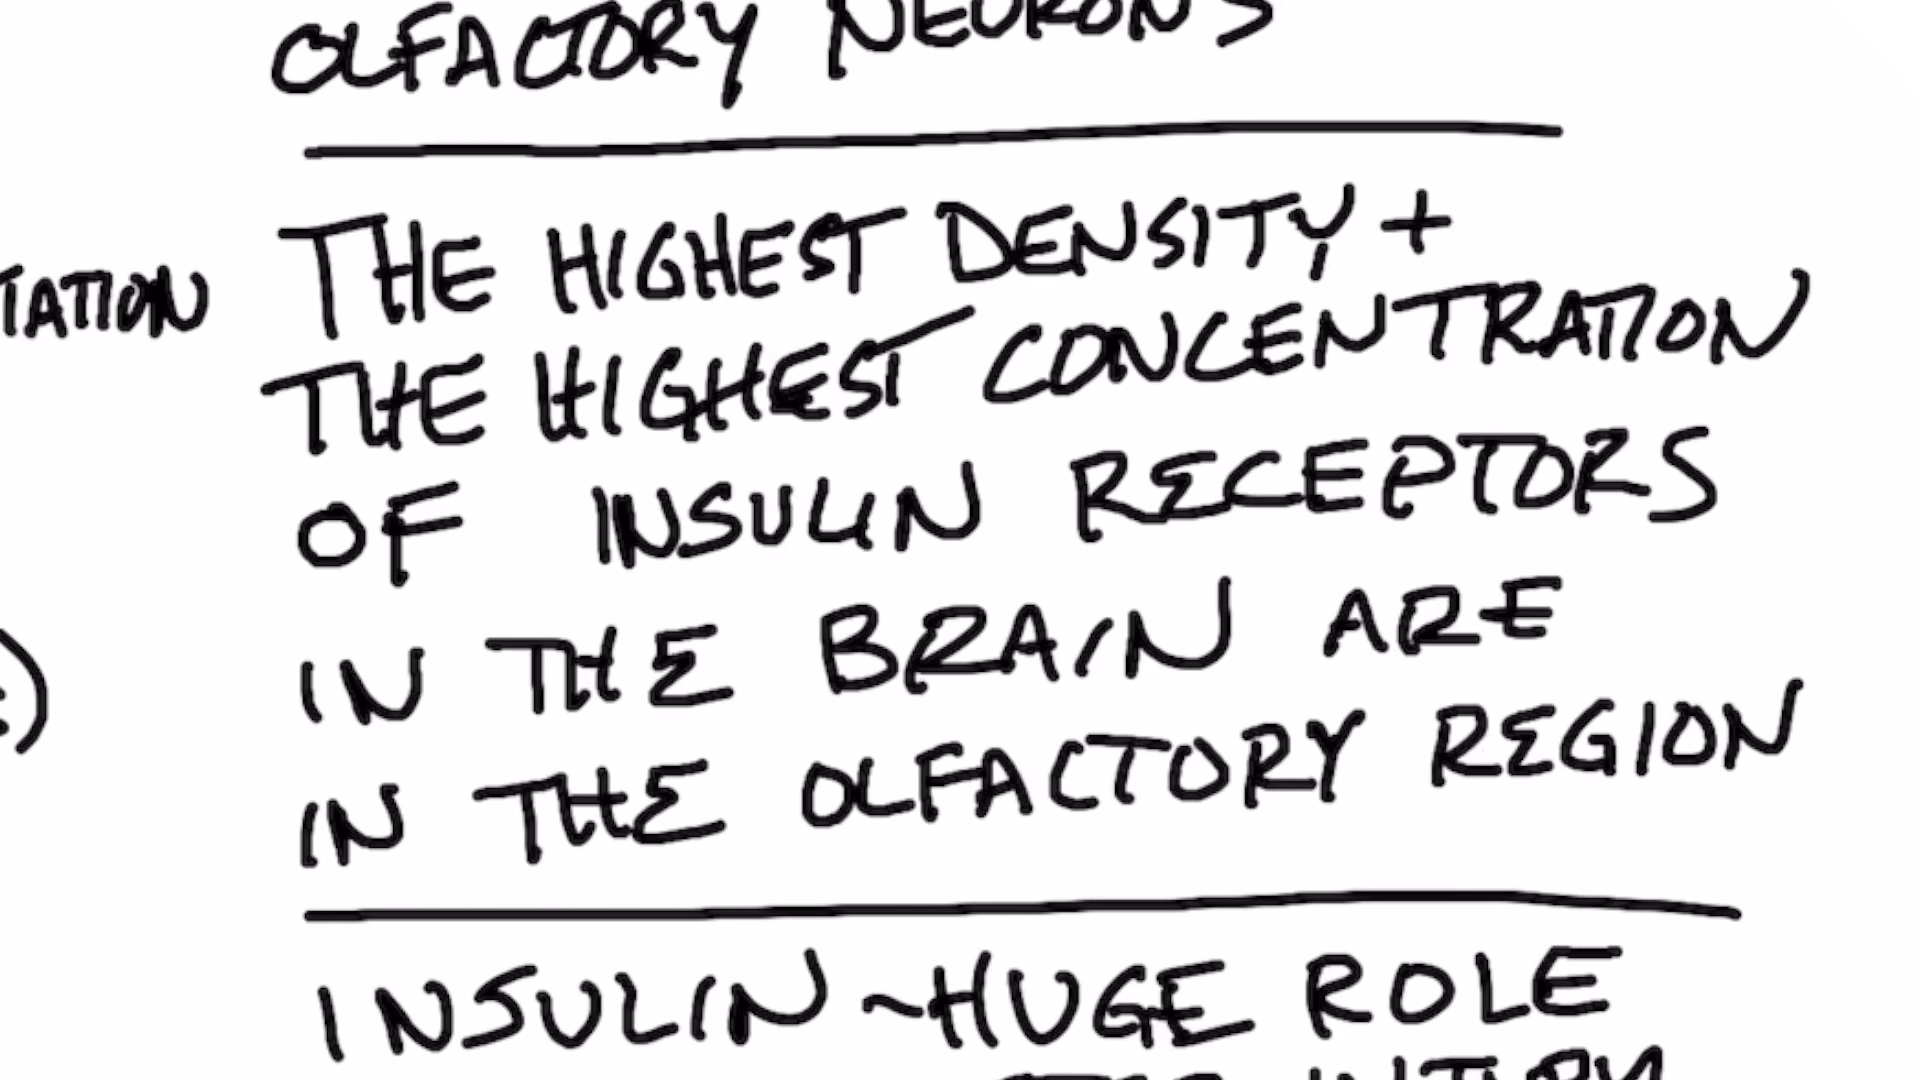 OLFACTORY NEURONS
TATION
THE HIGHEST DENSITY +
THE HIGHEST CONCENTRATION
OF INSULIN RECEPTORS
IN THE BRAIN ARE
IN THE OLFACTORY REGION
INSULIN ~ HUGE ROLE